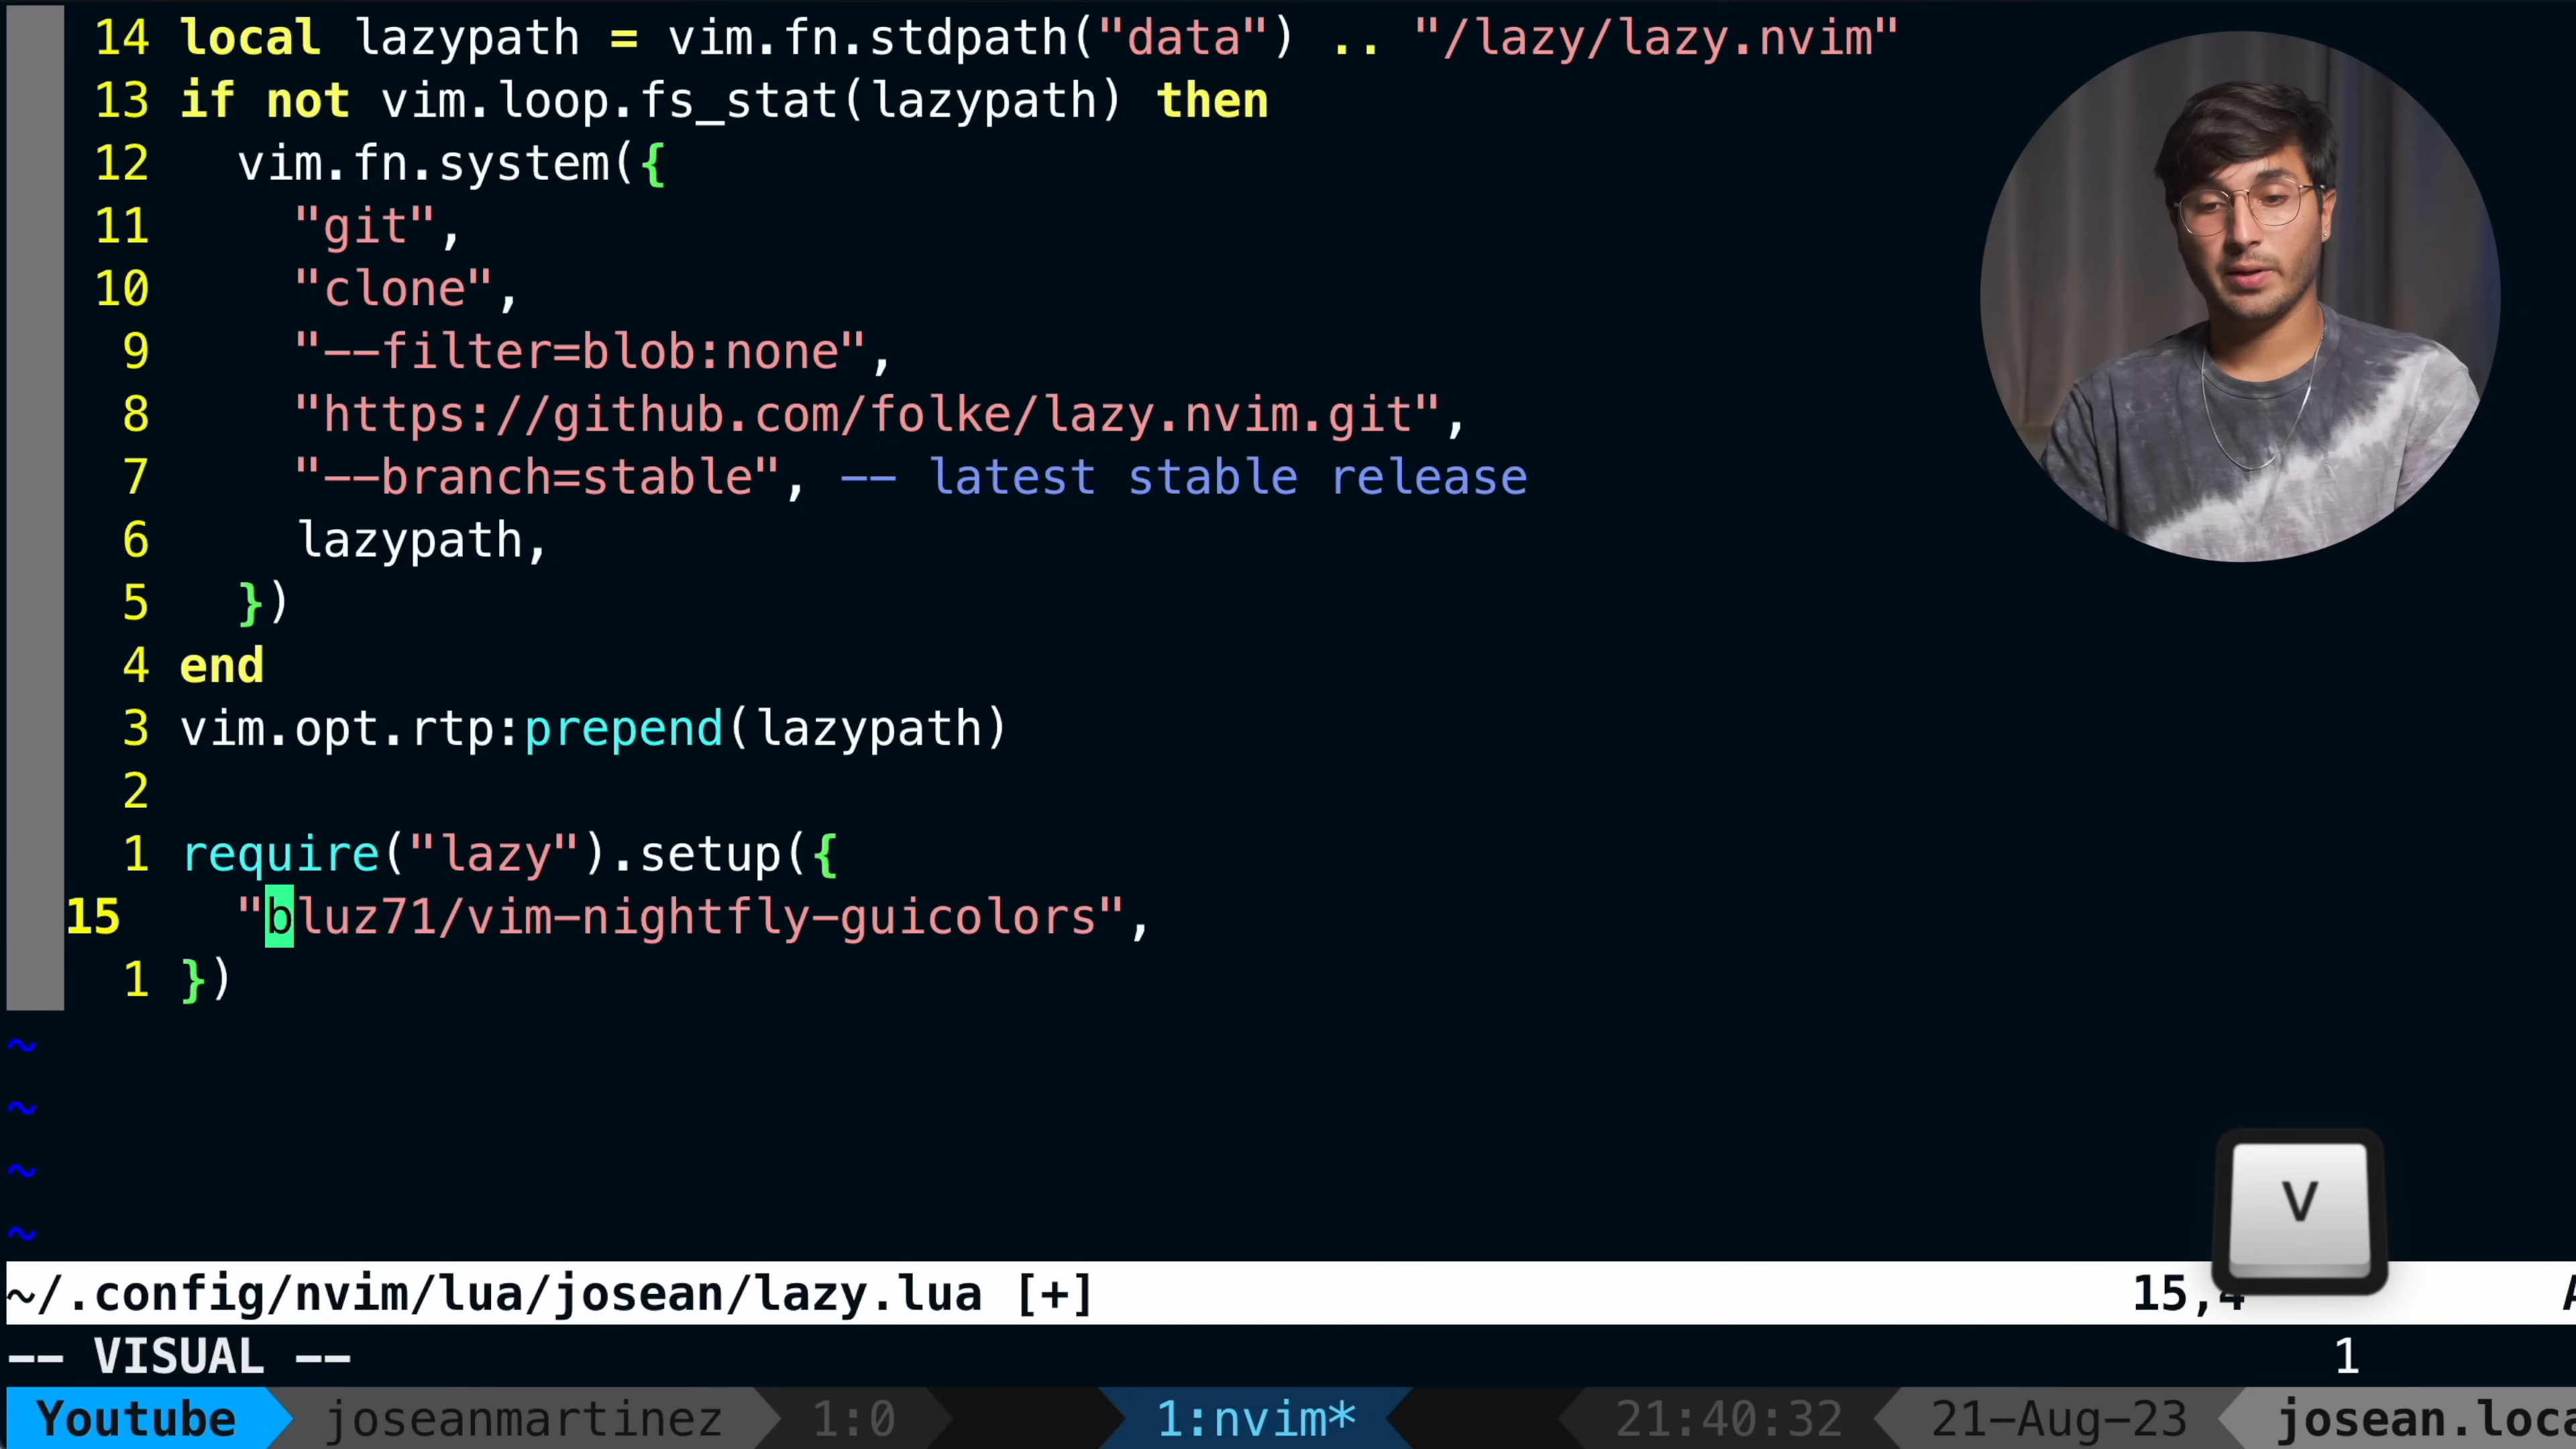 14 local lazypath = vim.fn.stdpath("data") .. "/lazy/lazy.nvim"
13 if not vim.loop.fs_stat(lazypath) then
12   vim.fn.system({
11     "git",
10     "clone",
9     "--filter=blob:none",
8     "https://github.com/folke/lazy.nvim.git",
7     "--branch=stable", -- latest stable release
6     lazypath,
5   })
4 end
3 vim.opt.rtp:prepend(lazypath)
2
1 require("lazy").setup({
15   "bluz71/vim-nightfly-guicolors",
1 })
~
~
~
~
V
~/.config/nvim/lua/josean/lazy.lua [+] 15,4
-- VISUAL -- 1
Youtube joseanmartinez 1:0 1:nvim* 21:40:32 21-Aug-23 josean.loca